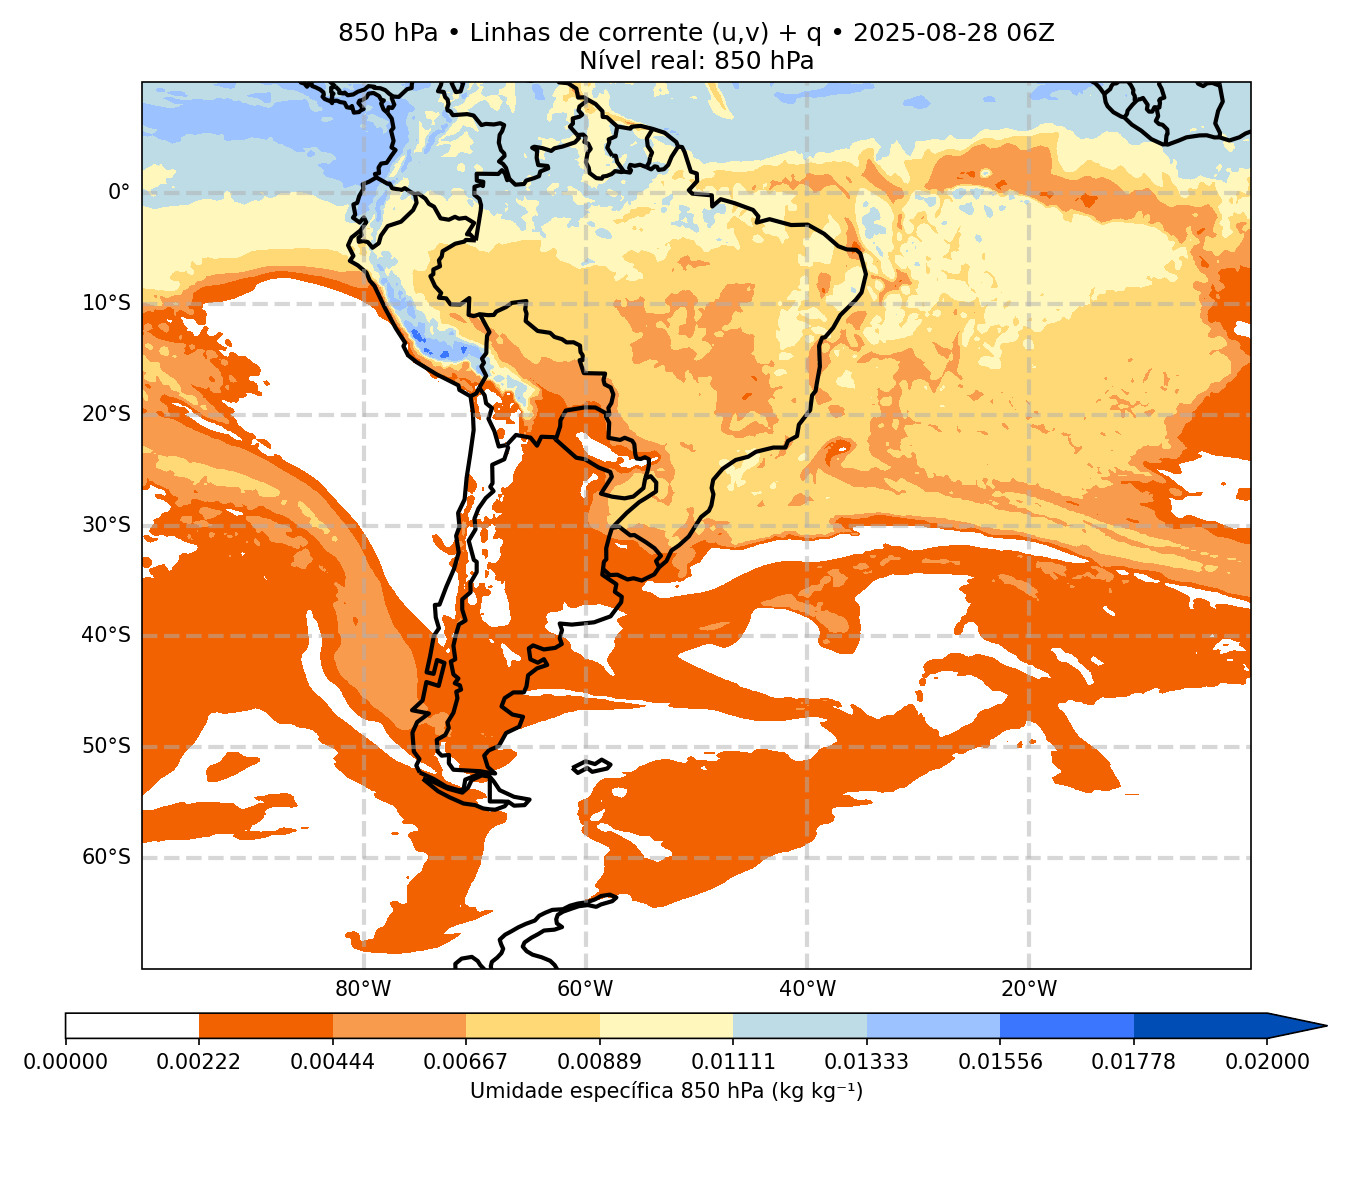 850 hPa • Linhas de corrente (u,v) + q • 2025-08-28 06Z
Nível real: 850 hPa
0°
10°S
20°S
30°S
40°S
50°S
60°S
80°W 60°W 40°W 20°W
0.00000 0.00222 0.00444 0.00667 0.00889 0.01111 0.01333 0.01556 0.01778 0.02000
Umidade específica 850 hPa (kg kg⁻¹)